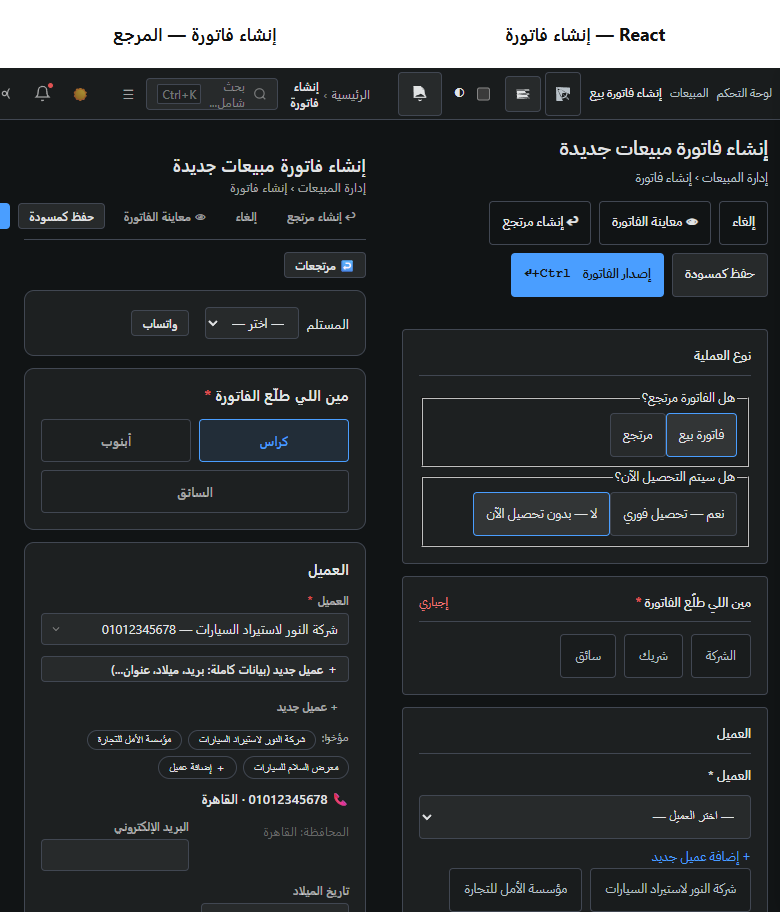 React — إنشاء فاتورة
لوحة التحكم المبيعات إنشاء فاتورة بيع
إنشاء فاتورة مبيعات جديدة
إدارة المبيعات › إنشاء فاتورة
إلغاء
👁 معاينة الفاتورة
↩ إنشاء مرتجع
حفظ كمسودة
إصدار الفاتورة Ctrl+↵
نوع العملية
هل الفاتورة مرتجع؟
فاتورة بيع
مرتجع
هل سيتم التحصيل الآن؟
نعم — تحصيل فوري
لا — بدون تحصيل الآن
مين اللي طلّع الفاتورة *
إجباري
الشركة
شريك
سائق
العميل
العميل *
— اختر العميل —
+ إضافة عميل جديد
شركة النور لاستيراد السيارات
مؤسسة الأمل للتجارة
إنشاء فاتورة — المرجع
الرئيسية › إنشاء فاتورة
بحث شامل... Ctrl+K
إنشاء فاتورة مبيعات جديدة
إدارة المبيعات › إنشاء فاتورة
↩ إنشاء مرتجع
إلغاء
👁 معاينة الفاتورة
حفظ كمسودة
↩ مرتجعات
المستلم
— اختر —
واتساب
مين اللي طلّع الفاتورة *
كراس
أبنوب
السائق
العميل
العميل *
شركة النور لاستيراد السيارات — 01012345678
+ عميل جديد (بيانات كاملة: بريد، ميلاد، عنوان...)
+ عميل جديد
مؤخرًا:
شركة النور لاستيراد السيارات
مؤسسة الأمل للتجارة
معرض السلام للسيارات
+ إضافة عميل
📞 01012345678 · القاهرة
المحافظة: القاهرة
البريد الإلكتروني
تاريخ الميلاد